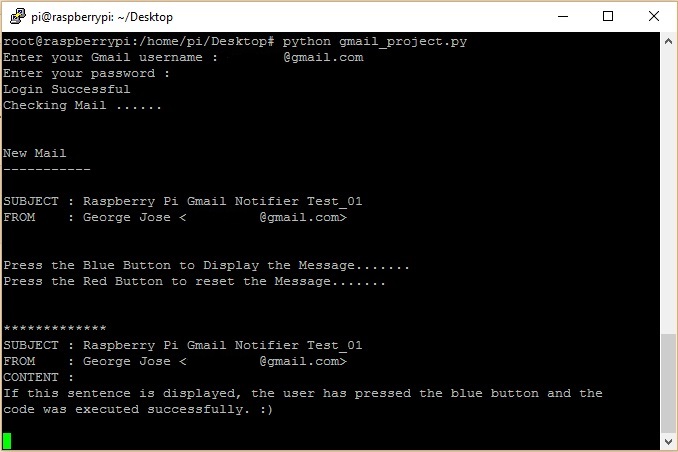 pi@raspberrypi: ~/Desktop
root@raspberrypi:/home/pi/Desktop# python gmail_project.py
Enter your Gmail username :        @gmail.com
Enter your password :
Login Successful
Checking Mail ......
New Mail
-----------
SUBJECT : Raspberry Pi Gmail Notifier Test_01
FROM    : George Jose <         @gmail.com>
Press the Blue Button to Display the Message.......
Press the Red Button to reset the Message.......
*************
SUBJECT : Raspberry Pi Gmail Notifier Test_01
FROM    : George Jose <         @gmail.com>
CONTENT :
If this sentence is displayed, the user has pressed the blue button and the
code was executed successfully. :)